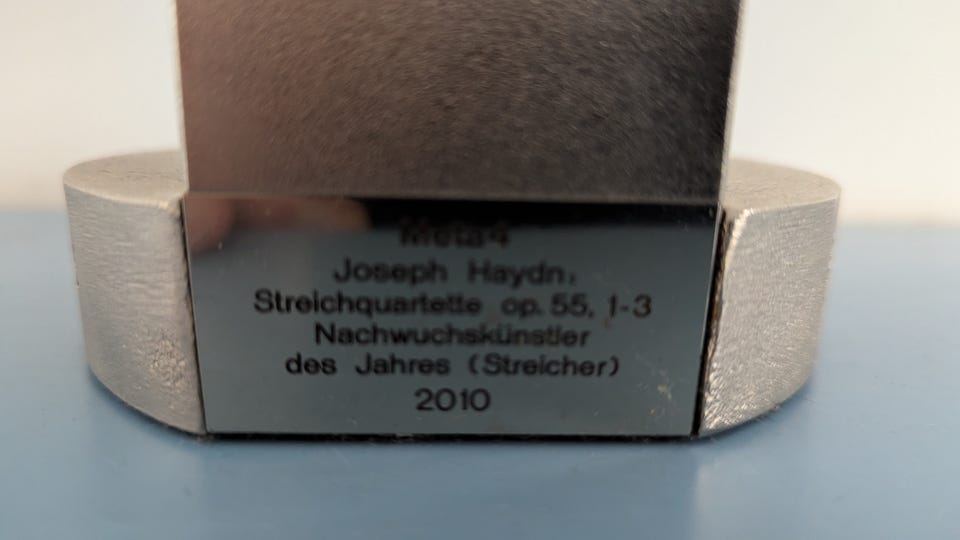 Meta4
Joseph Haydn,
Streichquartette op. 55, 1-3
Nachwuchskünstler
des Jahres (Streicher)
2010